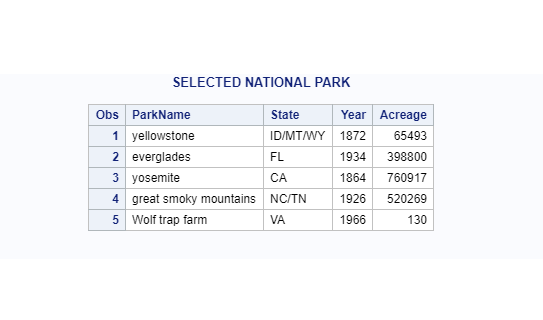 SELECTED NATIONAL PARK
Obs ParkName State Year Acreage
1 yellowstone ID/MT/WY 1872 65493
2 everglades FL 1934 398800
3 yosemite CA 1864 760917
4 great smoky mountains NC/TN 1926 520269
5 Wolf trap farm VA 1966 130